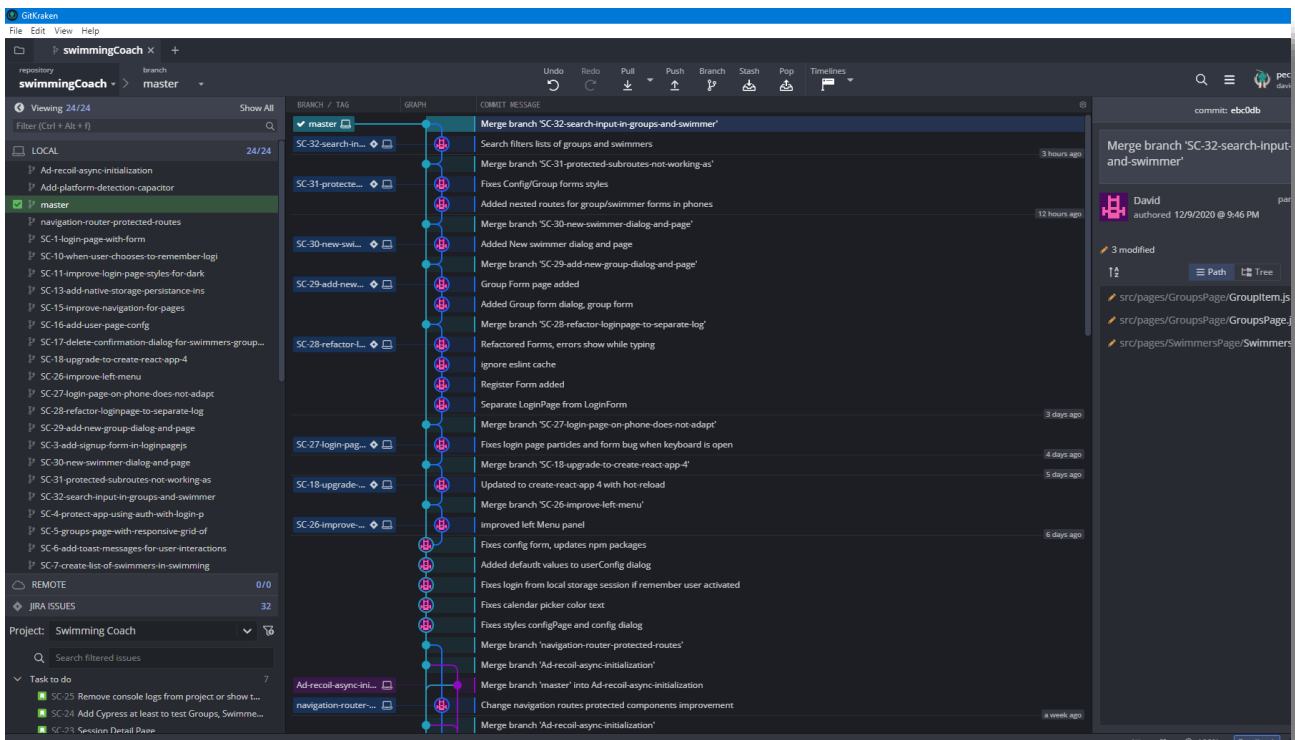 GitKraken
File Edit View Help
swimmingCoach × +
repository
swimmingCoach
branch
master
Undo Redo Pull Push Branch Stash Pop Timelines
pec
Viewing 24/24 Show All
Filter (Ctrl + Alt + f)
LOCAL 24/24
Ad-recoil-async-initialization
Add-platform-detection-capacitor
master
navigation-router-protected-routes
SC-1-login-page-with-form
SC-10-when-user-chooses-to-remember-logi
SC-11-improve-login-page-styles-for-dark
SC-13-add-native-storage-persistance-ins
SC-15-improve-navigation-for-pages
SC-16-add-user-page-confg
SC-17-delete-confirmation-dialog-for-swimmers-group...
SC-18-upgrade-to-create-react-app-4
SC-26-improve-left-menu
SC-27-login-page-on-phone-does-not-adapt
SC-28-refactor-loginpage-to-separate-log
SC-29-add-new-group-dialog-and-page
SC-3-add-signup-form-in-loginpagejs
SC-30-new-swimmer-dialog-and-page
SC-31-protected-subroutes-not-working-as
SC-32-search-input-in-groups-and-swimmer
SC-4-protect-app-using-auth-with-login-p
SC-5-groups-page-with-responsive-grid-of
SC-6-add-toast-messages-for-user-interactions
SC-7-create-list-of-swimmers-in-swimming
REMOTE 0/0
JIRA ISSUES 32
Project: Swimming Coach
Search filtered issues
Task to do 7
SC-25 Remove console logs from project or show t...
SC-24 Add Cypress at least to test Groups, Swimme...
SC-23 Session Detail Page
BRANCH / TAG GRAPH COMMIT MESSAGE
master Merge branch 'SC-32-search-input-in-groups-and-swimmer'
SC-32-search-in... Search filters lists of groups and swimmers
3 hours ago
Merge branch 'SC-31-protected-subroutes-not-working-as'
SC-31-protecte... Fixes Config/Group forms styles
Added nested routes for group/swimmer forms in phones
12 hours ago
Merge branch 'SC-30-new-swimmer-dialog-and-page'
SC-30-new-swi... Added New swimmer dialog and page
Merge branch 'SC-29-add-new-group-dialog-and-page'
SC-29-add-new... Group Form page added
Added Group form dialog, group form
Merge branch 'SC-28-refactor-loginpage-to-separate-log'
SC-28-refactor-l... Refactored Forms, errors show while typing
ignore eslint cache
Register Form added
Separate LoginPage from LoginForm
3 days ago
Merge branch 'SC-27-login-page-on-phone-does-not-adapt'
SC-27-login-pag... Fixes login page particles and form bug when keyboard is open
4 days ago
Merge branch 'SC-18-upgrade-to-create-react-app-4'
5 days ago
SC-18-upgrade-... Updated to create-react-app 4 with hot-reload
Merge branch 'SC-26-improve-left-menu'
SC-26-improve-... improved left Menu panel
6 days ago
Fixes config form, updates npm packages
Added defautlt values to userConfig dialog
Fixes login from local storage session if remember user activated
Fixes calendar picker color text
Fixes styles configPage and config dialog
Merge branch 'navigation-router-protected-routes'
Merge branch 'Ad-recoil-async-initialization'
Ad-recoil-async-ini... Merge branch 'master' into Ad-recoil-async-initialization
navigation-router-... Change navigation routes protected components improvement
a week ago
Merge branch 'Ad-recoil-async-initialization'
commit: ebc0db
Merge branch 'SC-32-search-input-
and-swimmer'
David par
authored 12/9/2020 @ 9:46 PM
3 modified
Path Tree
src/pages/GroupsPage/GroupItem.js
src/pages/GroupsPage/GroupsPage.j
src/pages/SwimmersPage/Swimmers